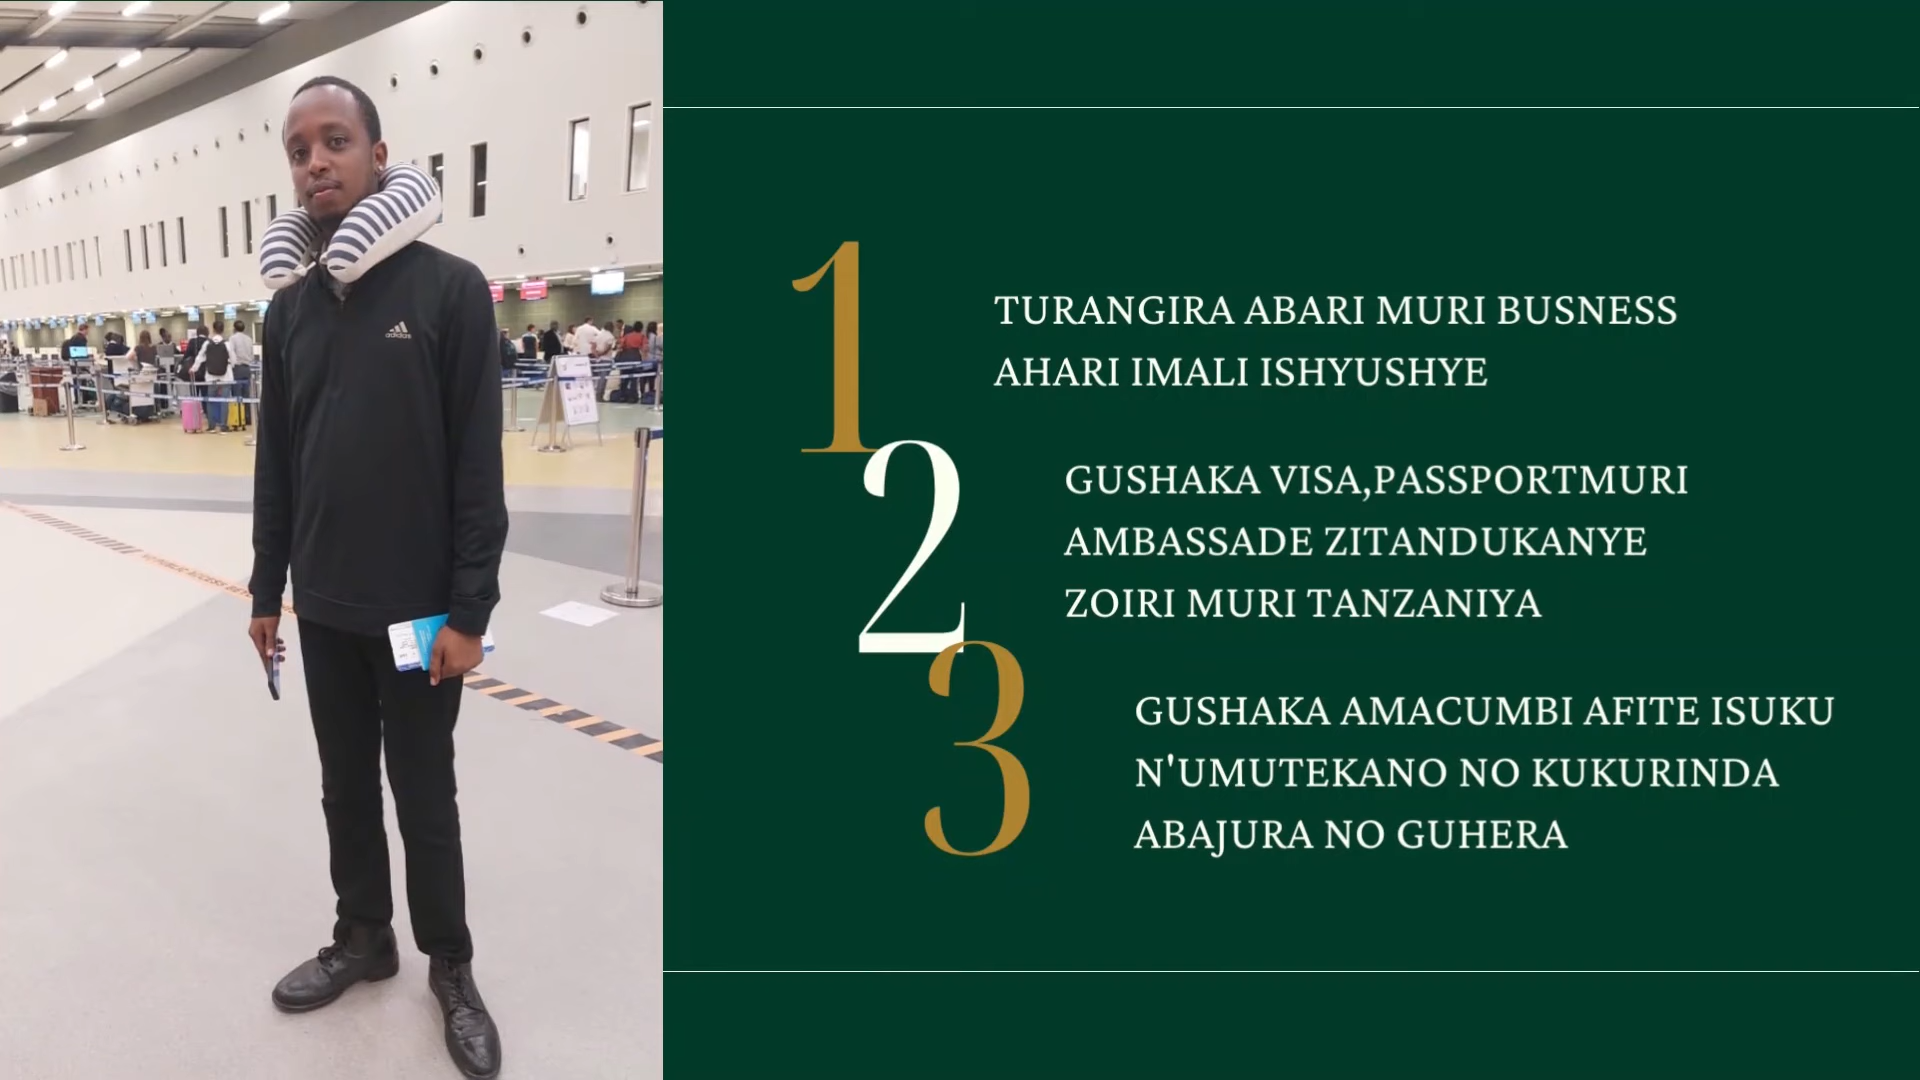 adidas
1
TURANGIRA ABARI MURI BUSNESS
AHARI IMALI ISHYUSHYE
2
GUSHAKA VISA,PASSPORTMURI
AMBASSADE ZITANDUKANYE
ZOIRI MURI TANZANIYA
3
GUSHAKA AMACUMBI AFITE ISUKU
N'UMUTEKANO NO KUKURINDA
ABAJURA NO GUHERA